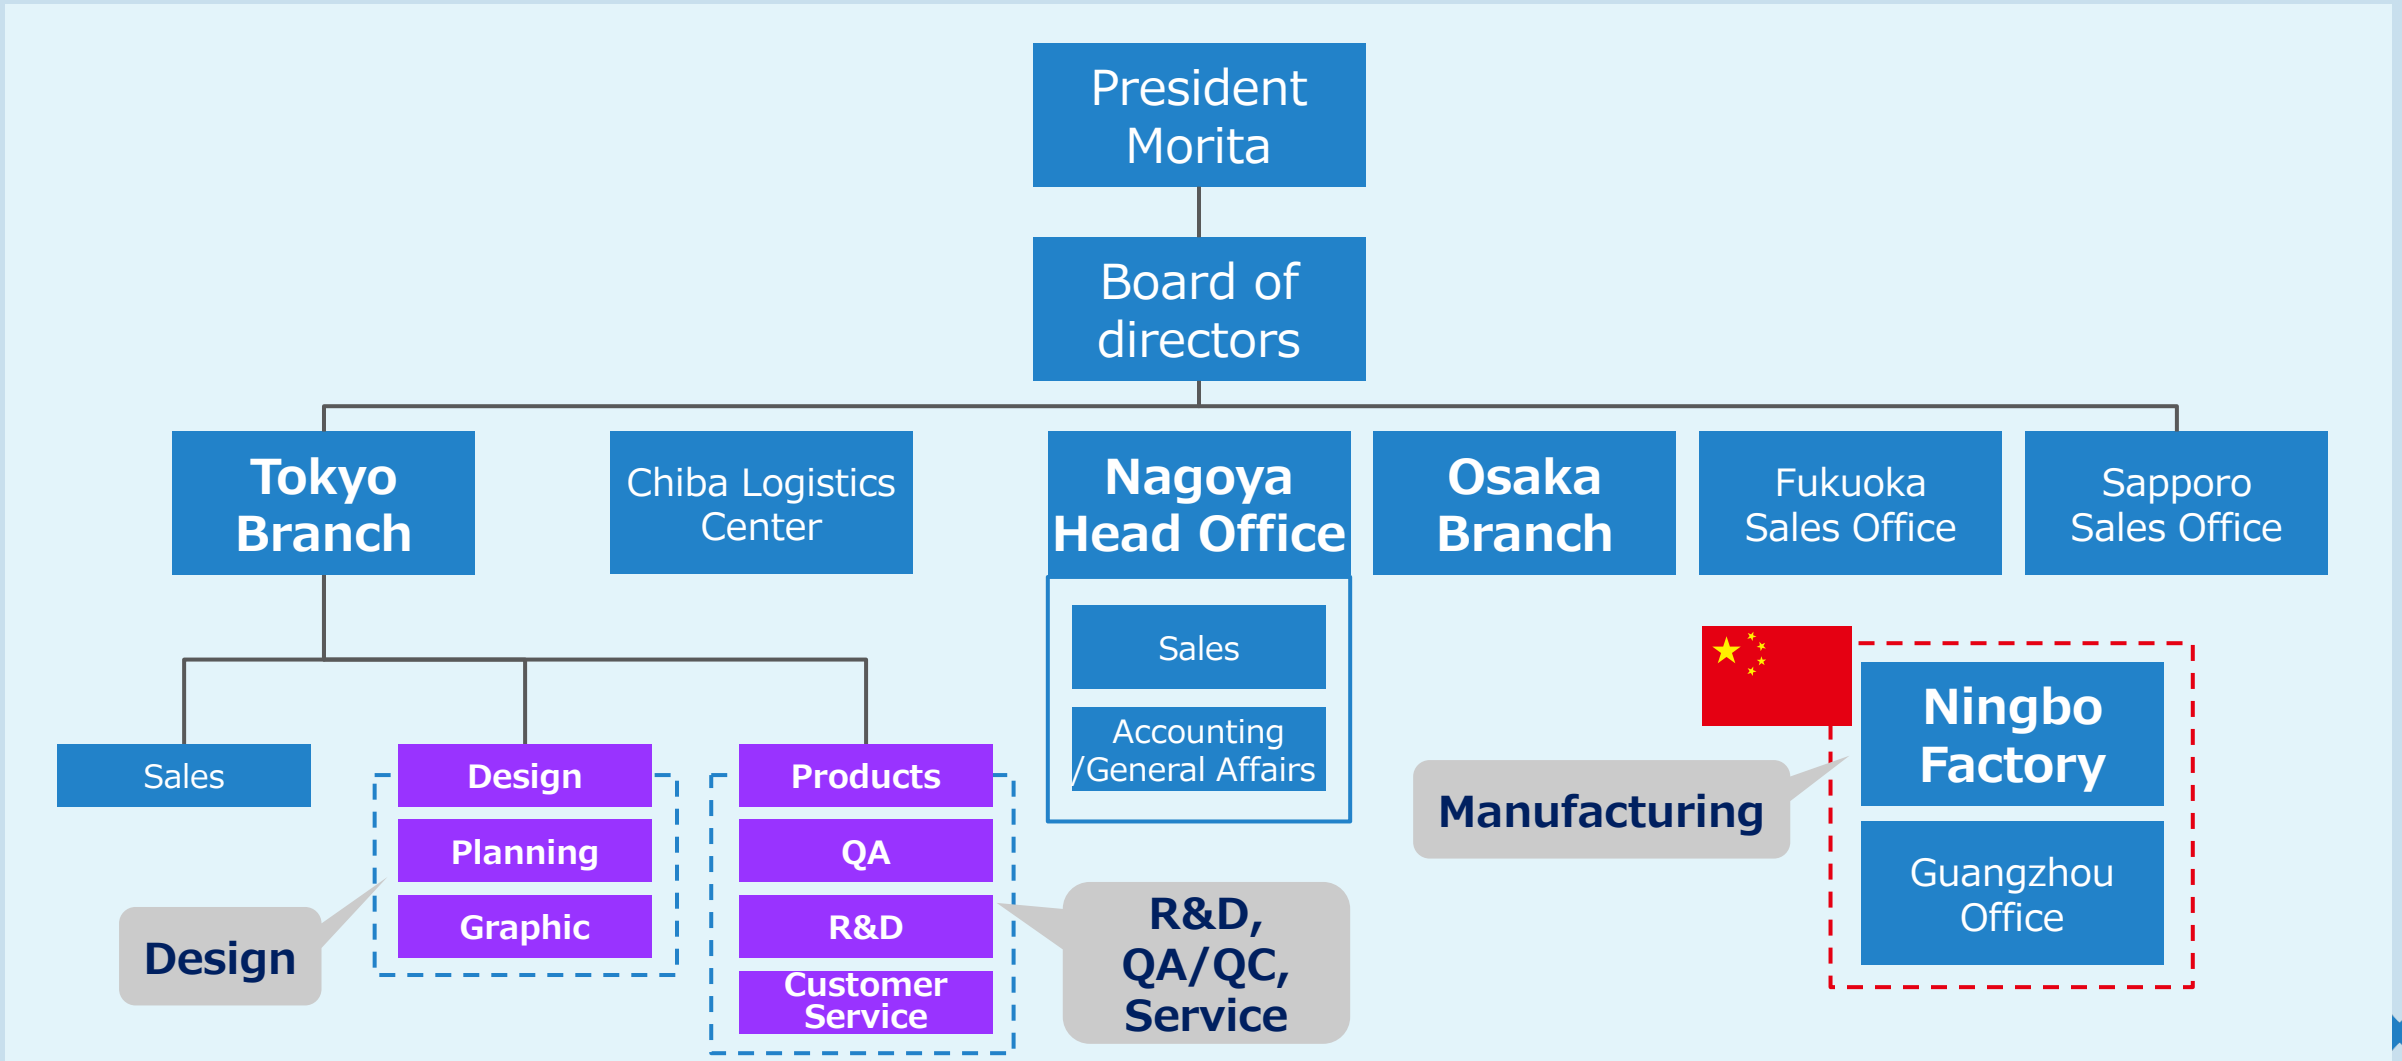 President
Morita
Board of
directors
Tokyo
Branch
Chiba Logistics
Center
Nagoya
Head Office
Osaka
Branch
Fukuoka
Sales Office
Sapporo
Sales Office
Sales
Accounting
/General Affairs
Ningbo
Factory
Guangzhou
Office
Manufacturing
Sales
Design
Planning
Graphic
Design
Products
QA
R&D
Customer
Service
R&D,
QA/QC,
Service